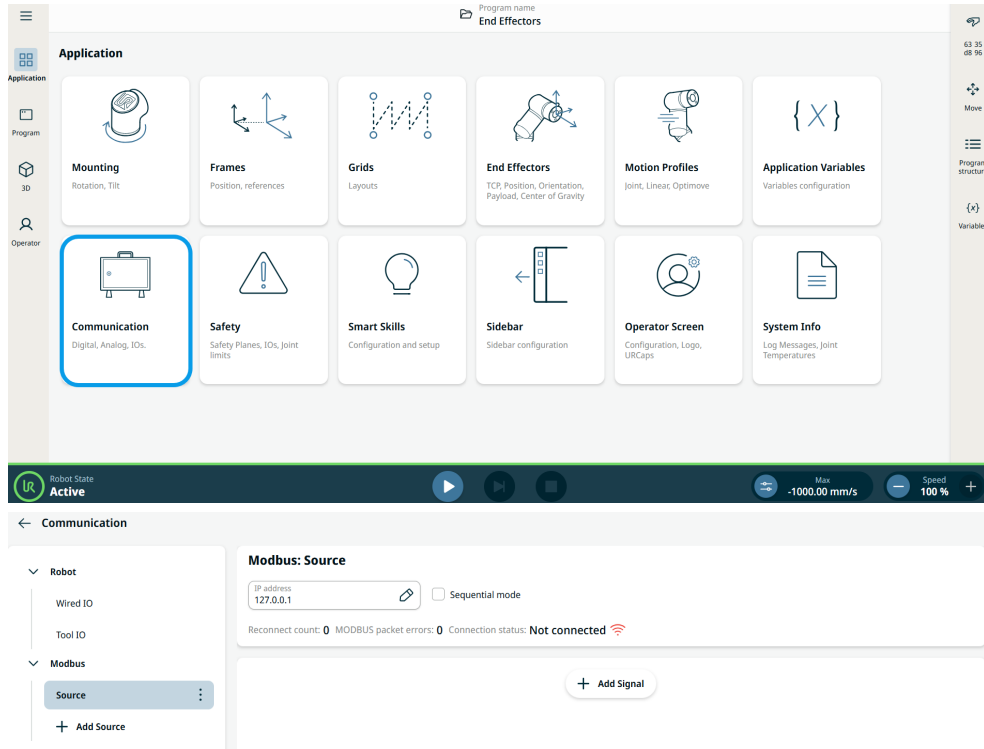 Program name
End Effectors
Application
Application
Program
3D
Operator
Mounting
Rotation, Tilt
Frames
Position, references
Grids
Layouts
End Effectors
TCP, Position, Orientation,
Payload, Center of Gravity
Motion Profiles
Joint, Linear, Optimove
Application Variables
Variables configuration
Communication
Digital, Analog, IOs.
Safety
Safety Planes, IOs, Joint
limits
Smart Skills
Configuration and setup
Sidebar
Sidebar configuration
Operator Screen
Configuration, Logo,
URCaps
System Info
Log Messages, Joint
Temperatures
63 35
d8 96
Move
Program
structur
{x}
Variable
UR
Robot State
Active
Max
-1000.00 mm/s
Speed
100 %
Communication
Robot
Wired IO
Tool IO
Modbus
Source
Add Source
Modbus: Source
IP address
127.0.0.1
Sequential mode
Reconnect count: 0 MODBUS packet errors: 0 Connection status: Not connected
Add Signal